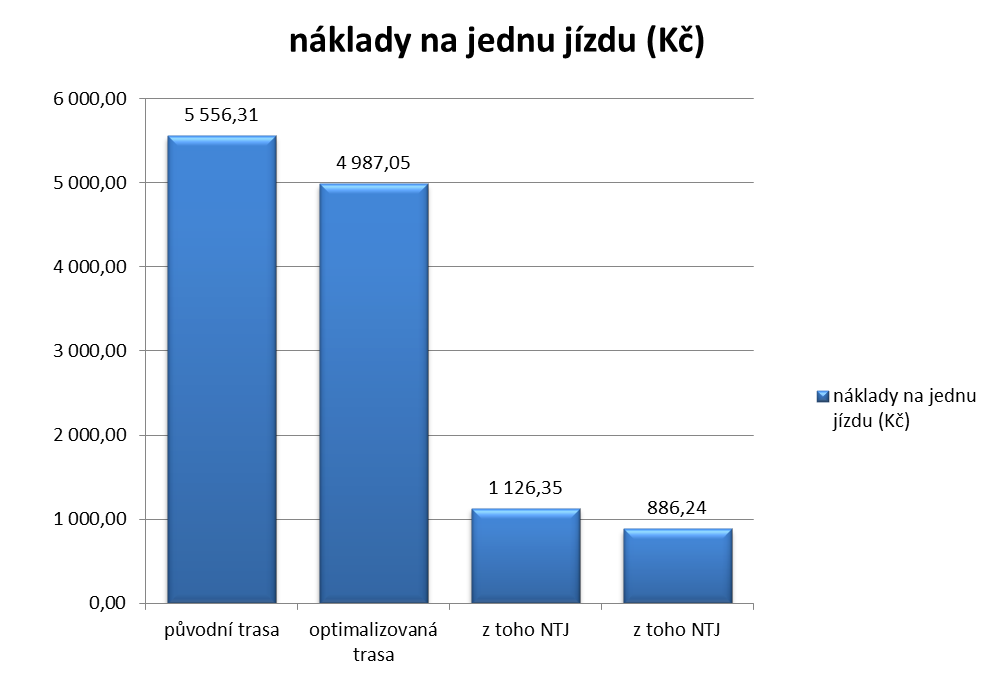 náklady na jednu jízdu (Kč)
6 000,00
5 000,00
4 000,00
3 000,00
2 000,00
1 000,00
0,00
5 556,31
4 987,05
1 126,35
886,24
původní trasa
optimalizovaná
trasa
z toho NTJ
z toho NTJ
náklady na jednu
jízdu (Kč)